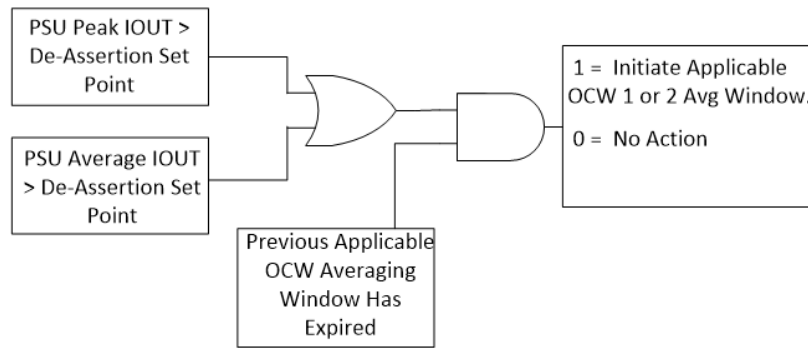 PSU Peak IOUT >
De-Assertion Set
Point
PSU Average IOUT
> De-Assertion Set
Point
Previous Applicable
OCW Averaging
Window Has
Expired
1 = Initiate Applicable
OCW 1 or 2 Avg Window.
0 = No Action